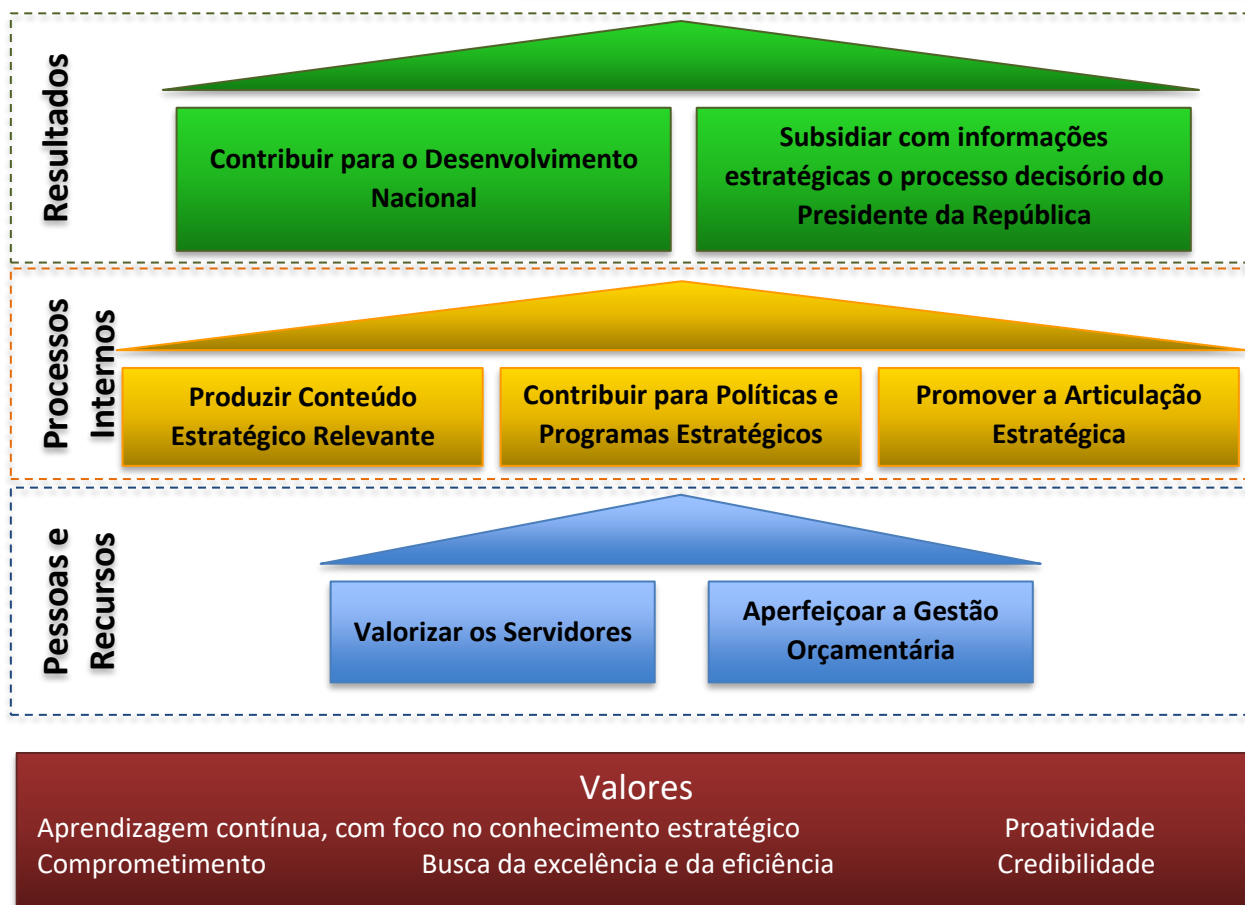 Resultados
Contribuir para o Desenvolvimento
Nacional
Subsidiar com informações
estratégicas o processo decisório do
Presidente da República
Processos
Internos
Produzir Conteúdo
Estratégico Relevante
Contribuir para Políticas e
Programas Estratégicos
Promover a Articulação
Estratégica
Pessoas e
Recursos
Valorizar os Servidores
Aperfeiçoar a Gestão
Orçamentária
Valores
Aprendizagem contínua, com foco no conhecimento estratégico Proatividade
Comprometimento Busca da excelência e da eficiência Credibilidade